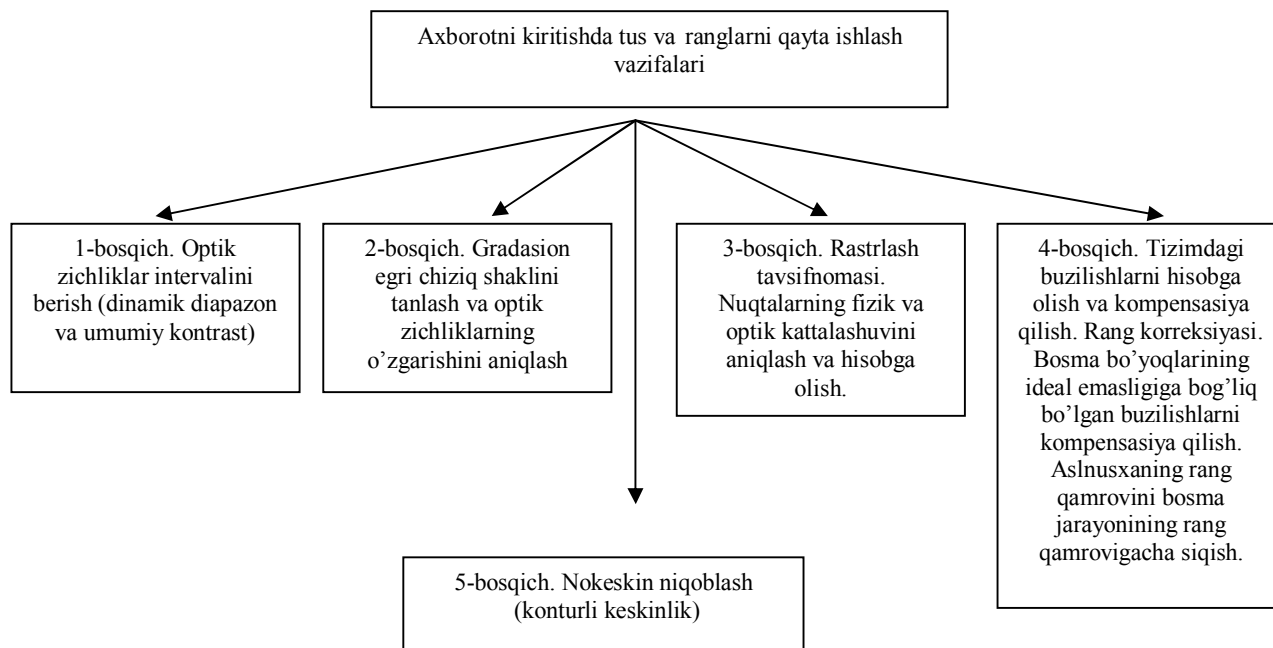 Axborotni kiritishda tus va ranglarni qayta ishlash
vazifalari
1-bosqich. Optik
zichliklar intervalini
berish (dinamik diapazon
va umumiy kontrast)
2-bosqich. Gradasion
egri chiziq shaklini
tanlash va optik
zichliklarning
o’zgarishini aniqlash
3-bosqich. Rastrlash
tavsifnomasi.
Nuqtalarning fizik va
optik kattalashuvini
aniqlash va hisobga
olish.
4-bosqich. Tizimdagi
buzilishlarni hisobga
olish va kompensasiya
qilish. Rang korreksiyasi.
Bosma bo’yoqlarining
ideal emasligiga bog’liq
bo’lgan buzilishlarni
kompensasiya qilish.
Aslnusxaning rang
qamrovini bosma
jarayonining rang
qamrovigacha siqish.
5-bosqich. Nokeskin niqoblash
(konturli keskinlik)